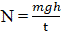 N = mgh
t